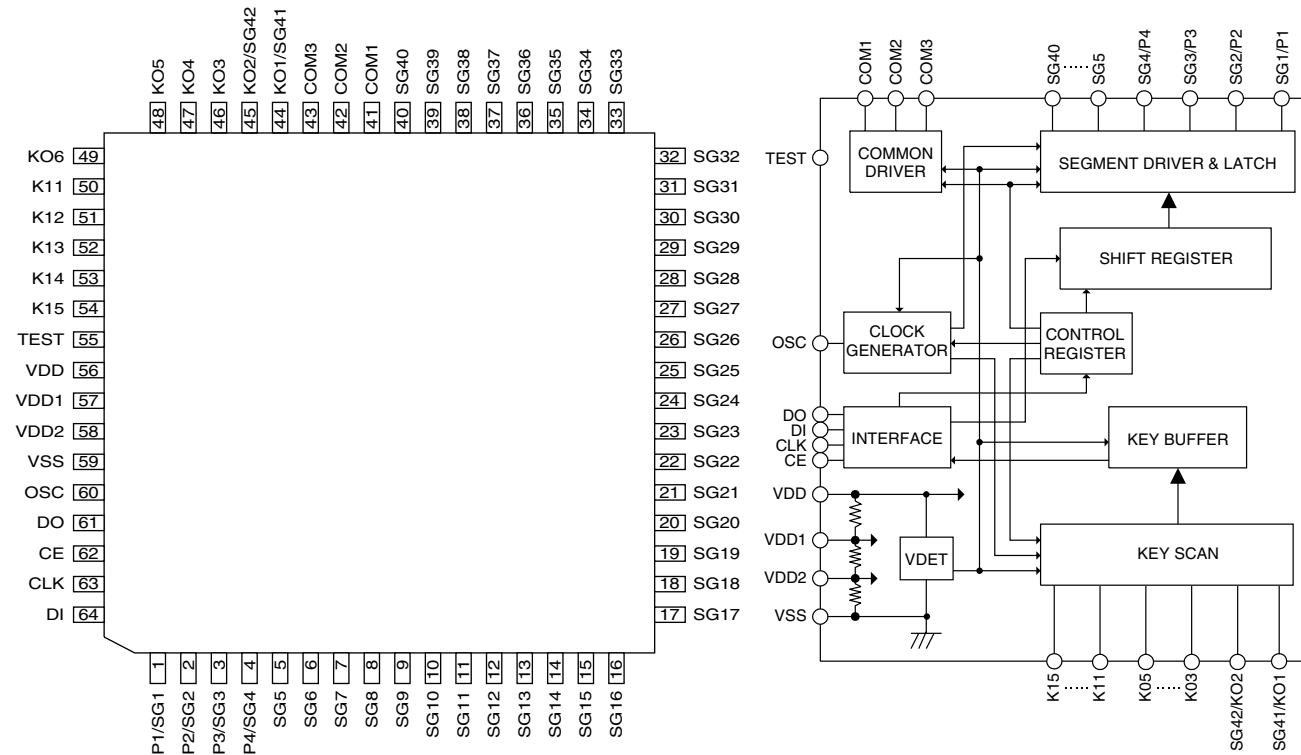 KO5
KO4
KO3
KO2/SG42
KO1/SG41
COM3
COM2
COM1
SG40
SG39
SG38
SG37
SG36
SG35
SG34
SG33
48
47
46
45
44
43
42
41
40
39
38
37
36
35
34
33
KO6 49
K11 50
K12 51
K13 52
K14 53
K15 54
TEST 55
VDD 56
VDD1 57
VDD2 58
VSS 59
OSC 60
DO 61
CE 62
CLK 63
DI 64
32 SG32
31 SG31
30 SG30
29 SG29
28 SG28
27 SG27
26 SG26
25 SG25
24 SG24
23 SG23
22 SG22
21 SG21
20 SG20
19 SG19
18 SG18
17 SG17
1
2
3
4
5
6
7
8
9
10
11
12
13
14
15
16
P1/SG1
P2/SG2
P3/SG3
P4/SG4
SG5
SG6
SG7
SG8
SG9
SG10
SG11
SG12
SG13
SG14
SG15
SG16
COM1
COM2
COM3
SG40
SG5
SG4/P4
SG3/P3
SG2/P2
SG1/P1
TEST
COMMON
DRIVER
SEGMENT DRIVER & LATCH
SHIFT REGISTER
OSC
CLOCK
GENERATOR
CONTROL
REGISTER
DO
DI
CLK
CE
INTERFACE
KEY BUFFER
VDD
VDD1
VDD2
VSS
VDET
KEY SCAN
K15
K11
K05
K03
SG42/KO2
SG41/KO1